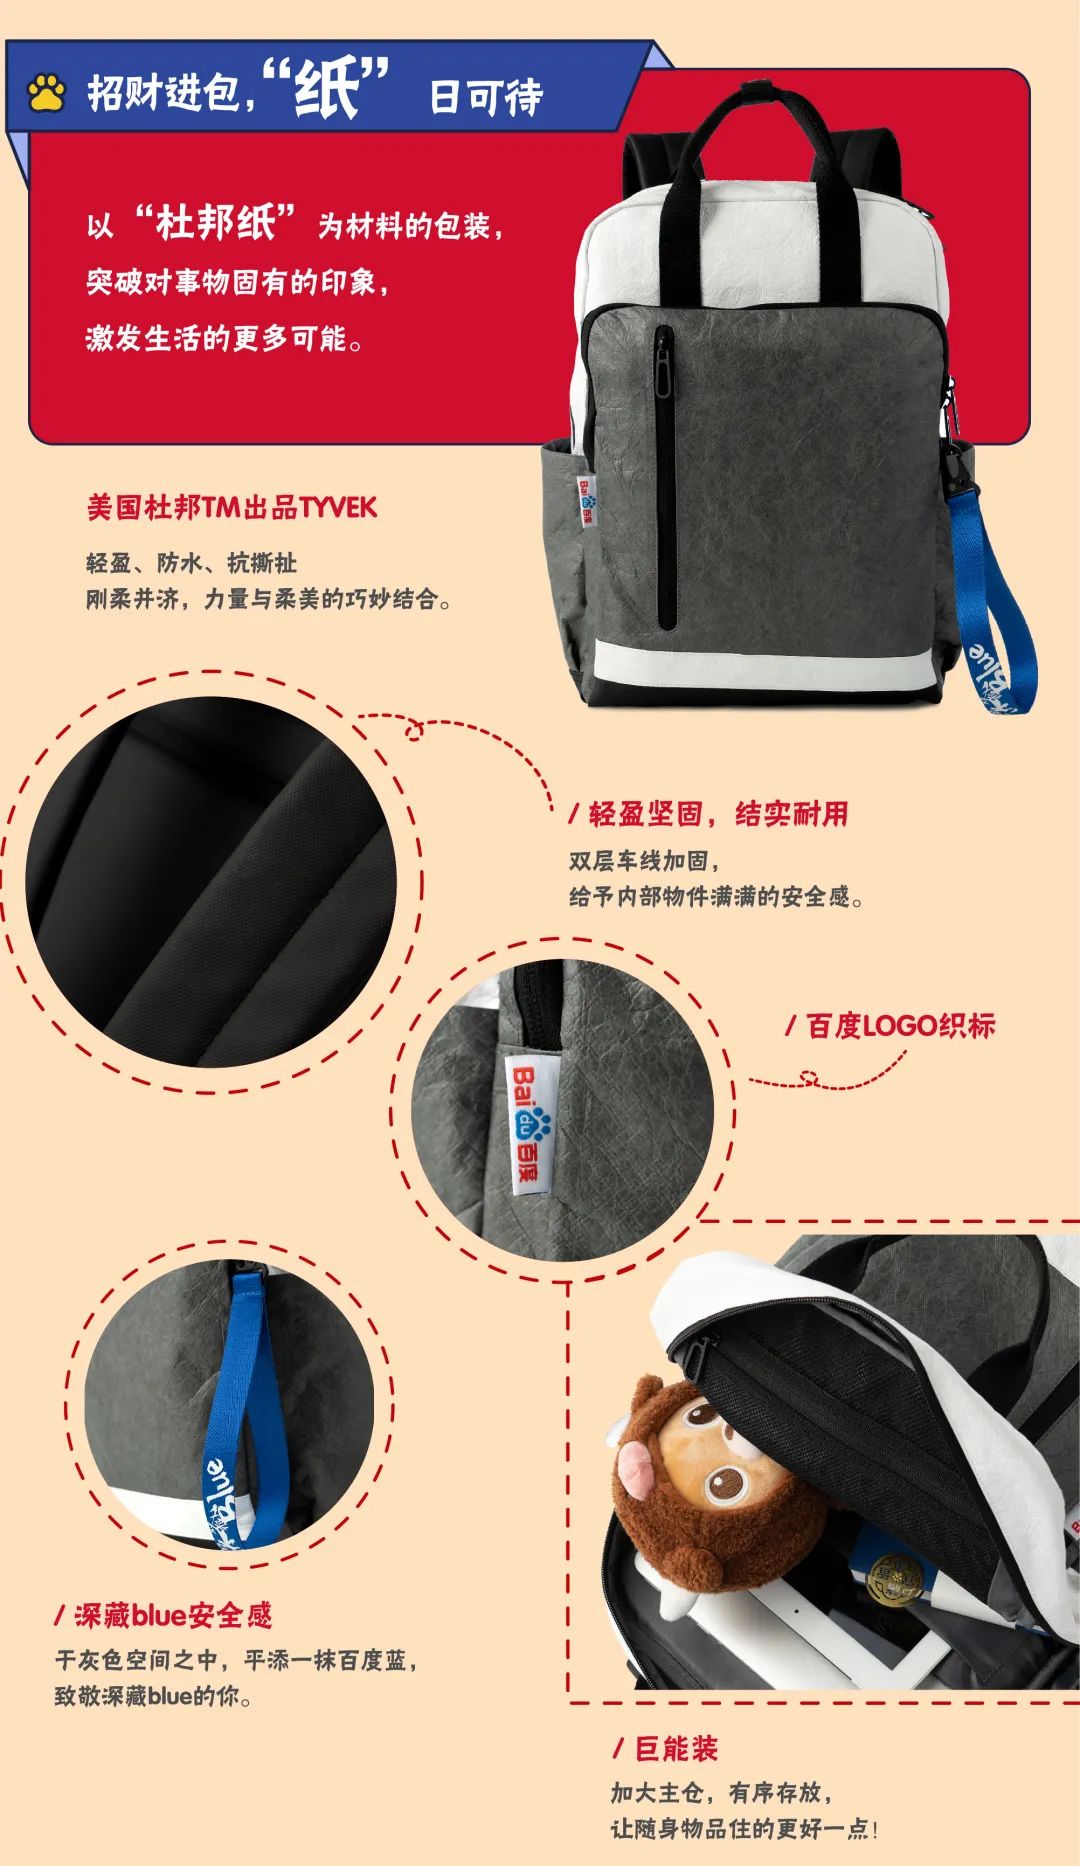 招财进包，“纸” 日可待
以“杜邦纸”为材料的包装，
突破对事物固有的印象，
激发生活的更多可能。
美国杜邦TM出品TYVEK
轻盈、防水、抗撕扯
刚柔并济，力量与柔美的巧妙结合。
Bai du 百度
Blue
/ 轻盈坚固，结实耐用
双层车线加固，
给予内部物件满满的安全感。
/ 百度LOGO织标
Bai du 百度
Blue
/ 深藏blue安全感
于灰色空间之中，平添一抹百度蓝，
致敬深藏blue的你。
Ba
/ 巨能装
加大主仓，有序存放，
让随身物品住的更好一点！